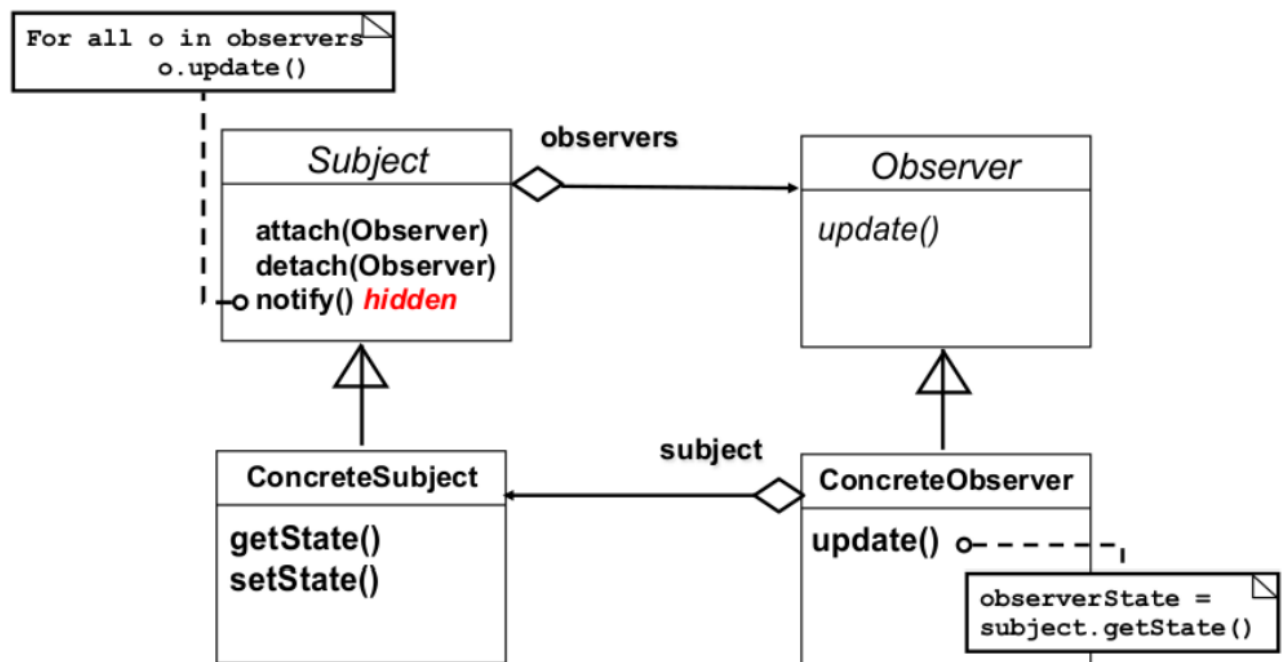 For all o in observers
o.update()
observers
Subject
attach(Observer)
detach(Observer)
notify() hidden
Observer
update()
subject
ConcreteSubject
getState()
setState()
ConcreteObserver
update()
observerState =
subject.getState()